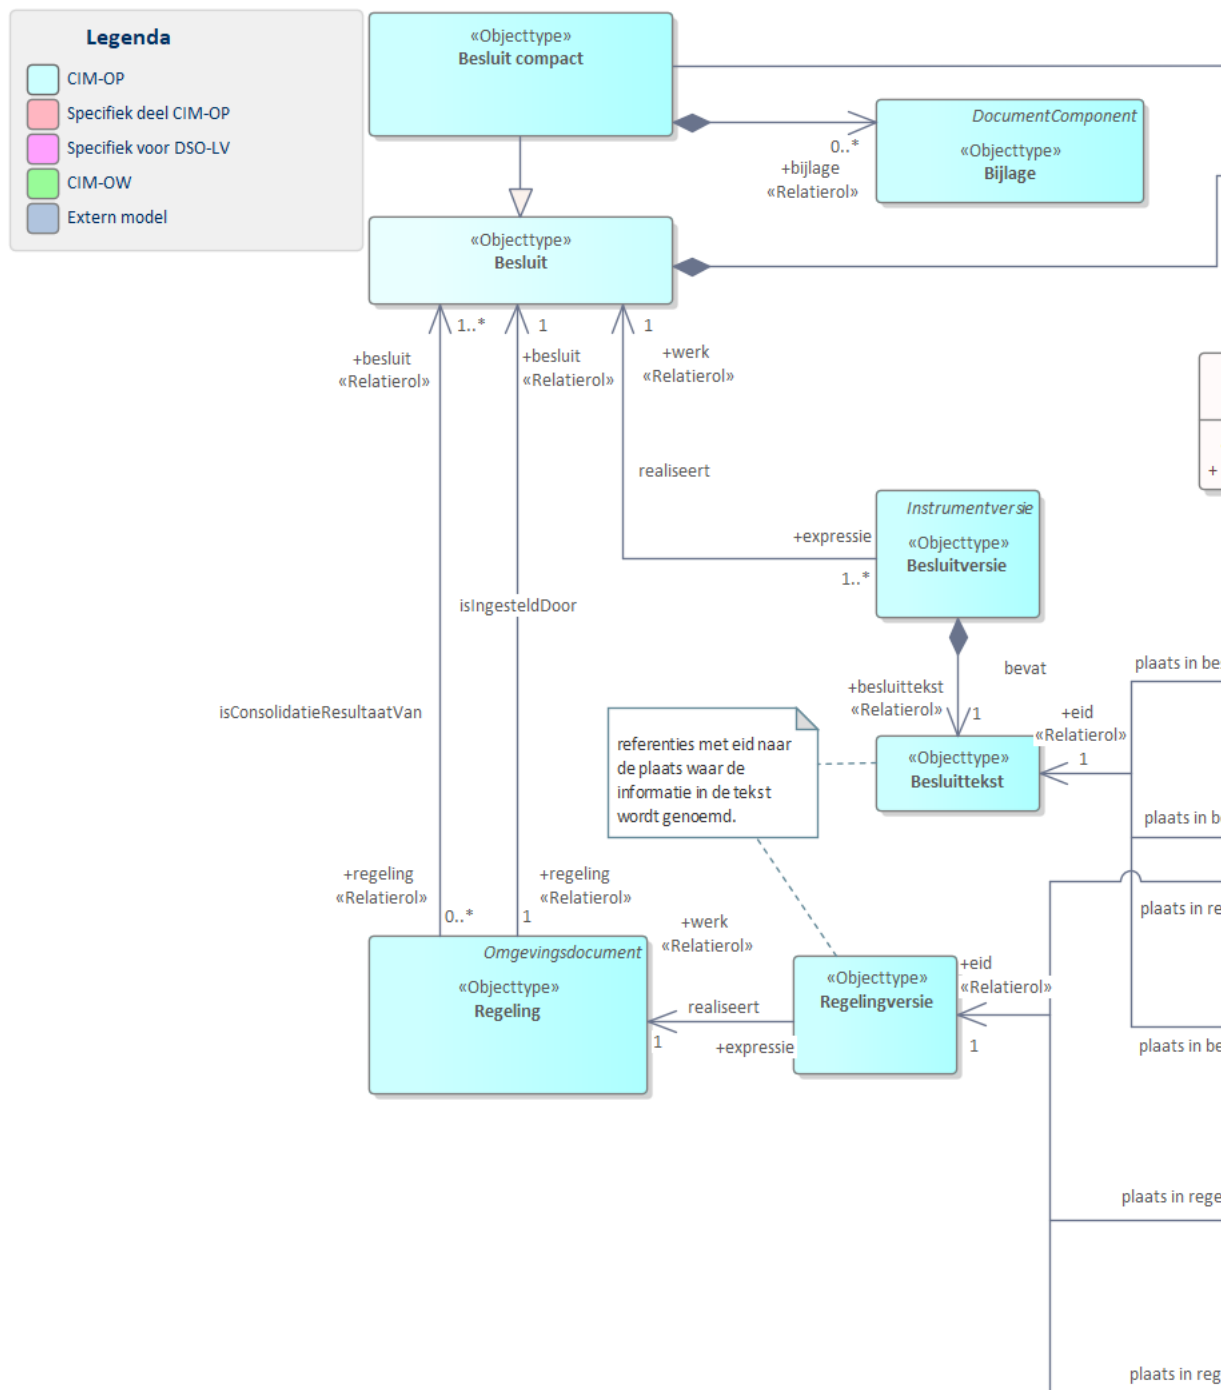 Legenda
CIM-OP
Specifiek deel CIM-OP
Specifiek voor DSO-LV
CIM-OW
Extern model
«Objecttype»
Besluit compact
DocumentComponent
«Objecttype»
Bijlage
0..*
+bijlage
«Relatierol»
«Objecttype»
Besluit
1..*
+besluit
«Relatierol»
1
+besluit
«Relatierol»
1
+werk
«Relatierol»
realiseert
+
Instrumentversie
«Objecttype»
Besluitversie
+expressie
1..*
isIngesteldDoor
bevat
+besluittekst
«Relatierol»
1
plaats in bes
isConsolidatieResultaatVan
+eid
«Relatierol»
1
referenties met eid naar
de plaats waar de
informatie in de tekst
wordt genoemd.
«Objecttype»
Besluittekst
plaats in be
+regeling
«Relatierol»
0..*
+regeling
«Relatierol»
1
plaats in re
+werk
«Relatierol»
Omgevingsdocument
«Objecttype»
Regeling
realiseert
1
+expressie
«Objecttype»
Regelingversie
+eid
«Relatierol»
1
plaats in be
plaats in rege
plaats in reg